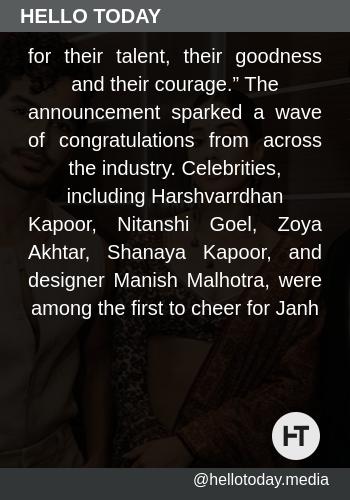 HELLO TODAY
for their talent, their goodness
and their courage.” The
announcement sparked a wave
of congratulations from across
the industry. Celebrities,
including Harshvarrdhan
Kapoor, Nitanshi Goel, Zoya
Akhtar, Shanaya Kapoor, and
designer Manish Malhotra, were
among the first to cheer for Janh
HT
@hellotoday.media